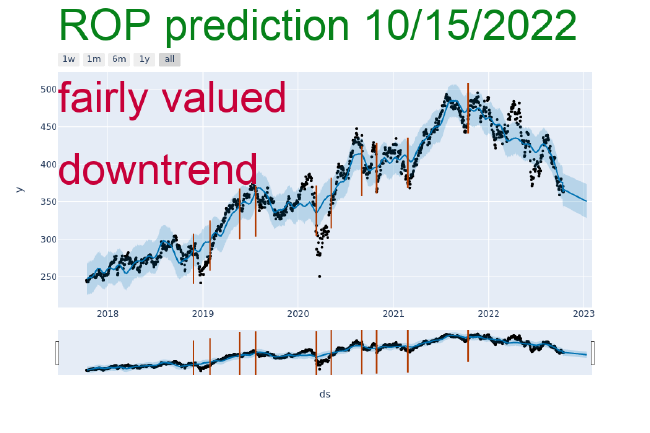 ROP prediction 10/15/2022
1w 1m 6m 1y all
fairly valued
downtrend
500
450
400
350
300
250
y
2018 2019 2020 2021 2022 2023
ds